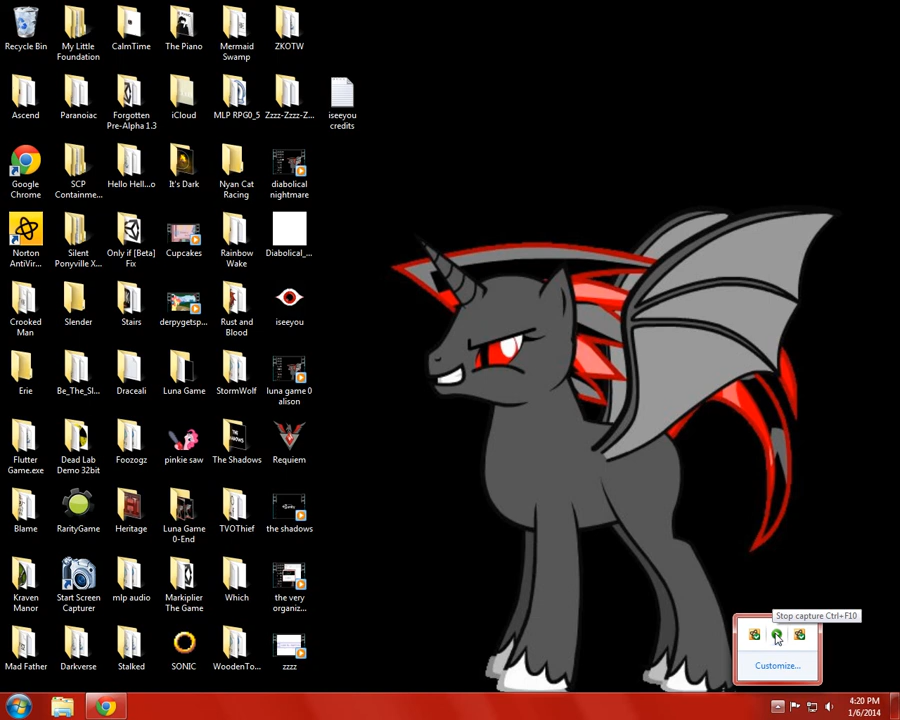 Recycle Bin
My Little
Foundation
CalmTime
The Piano
Mermaid
Swamp
ZKOTW
Ascend
Paranoiac
Forgotten
Pre-Alpha 1.3
iCloud
MLP RPG0_5
Zzzz-Zzzz-Z...
iseeyou
credits
Google
Chrome
SCP
Containme...
Hello Hell...o
It's Dark
Nyan Cat
Racing
diabolical
nightmare
Norton
AntiVir...
Silent
Ponyville X...
Only if [Beta]
Fix
Cupcakes
Rainbow
Wake
Diabolical_...
Crooked
Man
Slender
Stairs
derpygetsp...
Rust and
Blood
iseeyou
Erie
Be_The_Sl...
Draceali
Luna Game
StormWolf
luna game 0
alison
Flutter
Game.exe
Dead Lab
Demo 32bit
Foozogz
pinkie saw
THE
SHADOWS
The Shadows
Requiem
Blame
RarityGame
Heritage
Luna Game
0-End
TVOThief
the shadows
Kraven
Manor
Start Screen
Capturer
mlp audio
Markiplier
The Game
Which
the very
organiz...
Mad Father
Darkverse
Stalked
SONIC
WoodenTo...
zzzz
Stop capture Ctrl+F10
Customize...
4:20 PM
1/6/2014